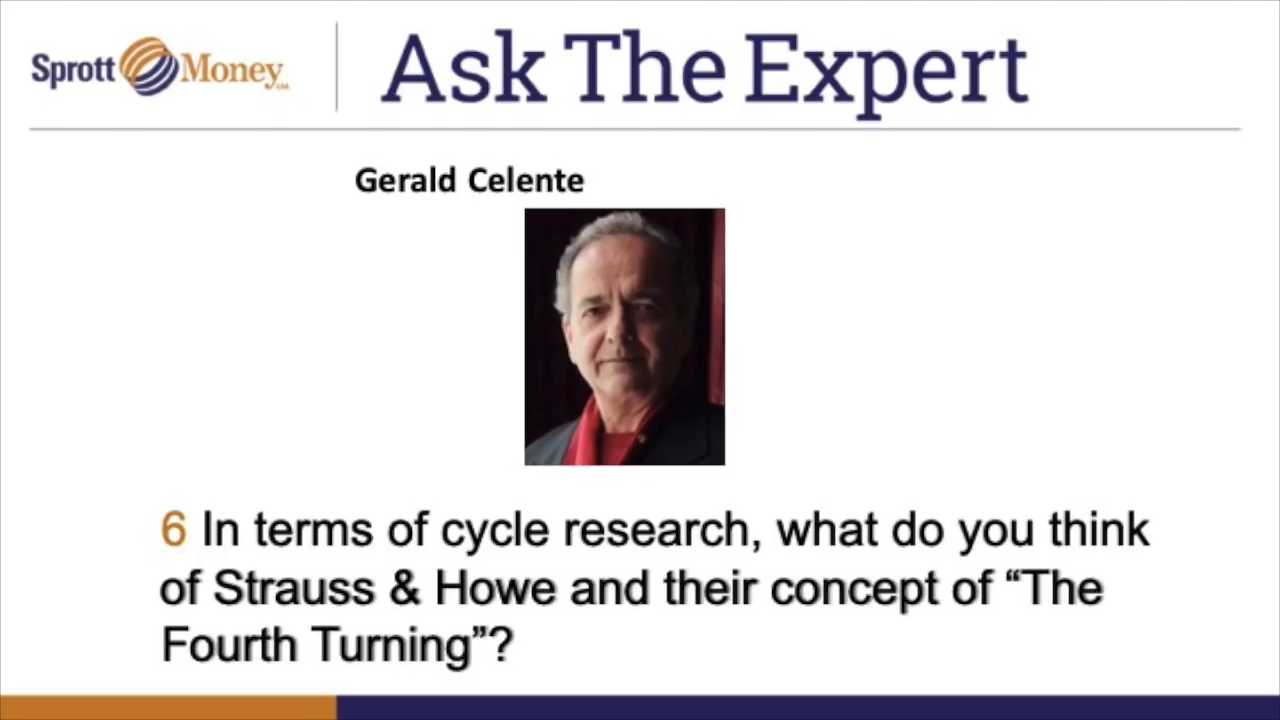 Sprott Money Ltd.
Ask The Expert
Gerald Celente
6 In terms of cycle research, what do you think
of Strauss & Howe and their concept of “The
Fourth Turning”?